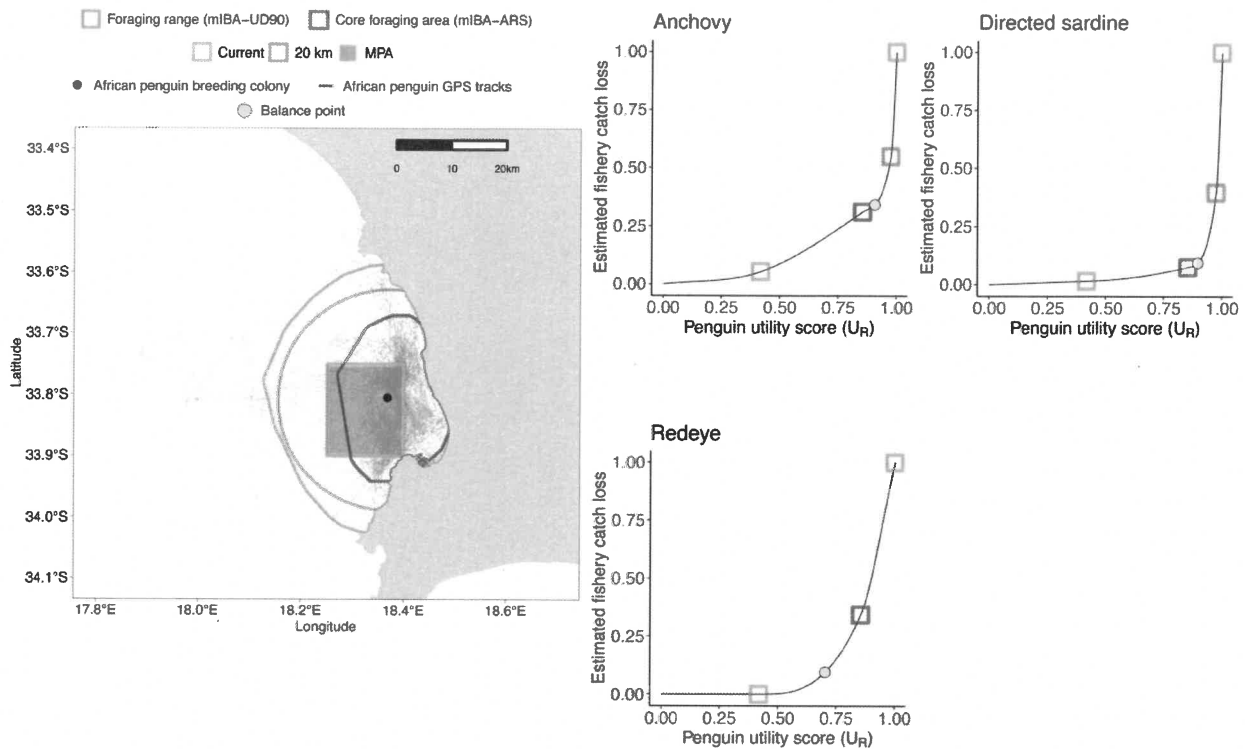 Foraging range (mIBA−UD90) Core foraging area (mIBA−ARS)
Current 20 km MPA
African penguin breeding colony African penguin GPS tracks
Balance point
0 10 20km
33.4°S
33.5°S
33.6°S
33.7°S
33.8°S
33.9°S
34.0°S
34.1°S
Latitude
17.8°E 18.0°E 18.2°E 18.4°E 18.6°E
Longitude
Anchovy
Estimated fishery catch loss
1.00
0.75
0.50
0.25
0.00
0.00 0.25 0.50 0.75 1.00
Penguin utility score (U_R)
Directed sardine
Estimated fishery catch loss
1.00
0.75
0.50
0.25
0.00
0.00 0.25 0.50 0.75 1.00
Penguin utility score (U_R)
Redeye
Estimated fishery catch loss
1.00
0.75
0.50
0.25
0.00
0.00 0.25 0.50 0.75 1.00
Penguin utility score (U_R)